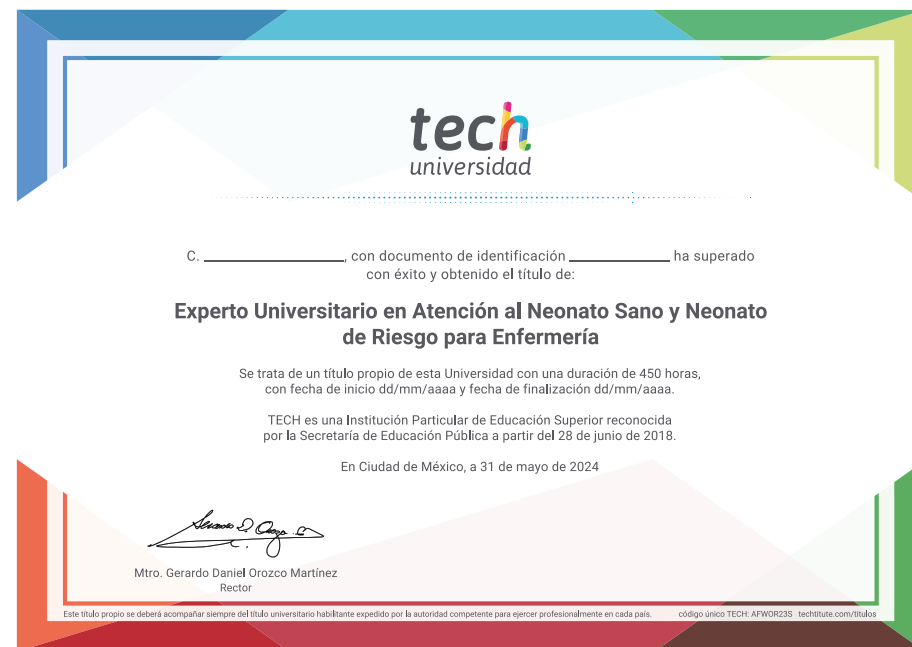 tech
universidad
C. ____________, con documento de identificación ____________ ha superado
con éxito y obtenido el título de:
Experto Universitario en Atención al Neonato Sano y Neonato
de Riesgo para Enfermería
Se trata de un título propio de esta Universidad con una duración de 450 horas,
con fecha de inicio dd/mm/aaaa y fecha de finalización dd/mm/aaaa.
TECH es una Institución Particular de Educación Superior reconocida
por la Secretaría de Educación Pública a partir del 28 de junio de 2018.
En Ciudad de México, a 31 de mayo de 2024
Mtro. Gerardo Daniel Orozco Martínez
Rector
Este título propio se deberá acompañar siempre del título universitario habilitante expedido por la autoridad competente para ejercer profesionalmente en cada país. código único TECH: AFWOR23S techtitute.com/titulos